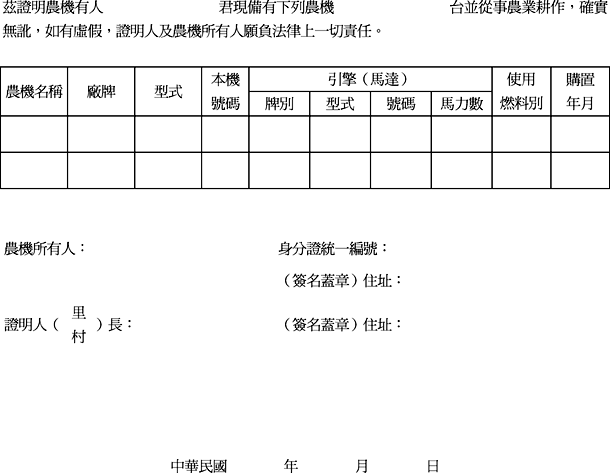 茲證明農機有人　　　　　　君現備有下列農機　　　　　　台並從事農業耕作，確實
無訛，如有虛假，證明人及農機所有人願負法律上一切責任。
農機名稱　廠牌　型式　本機號碼　引擎（馬達）　使用燃料別　購置年月
牌別　型式　號碼　馬力數
農機所有人：　　　　　　身分證統一編號：
（簽名蓋章）住址：
證明人（里村）長：　　　　　　（簽名蓋章）住址：
中華民國　　　年　　　月　　　日